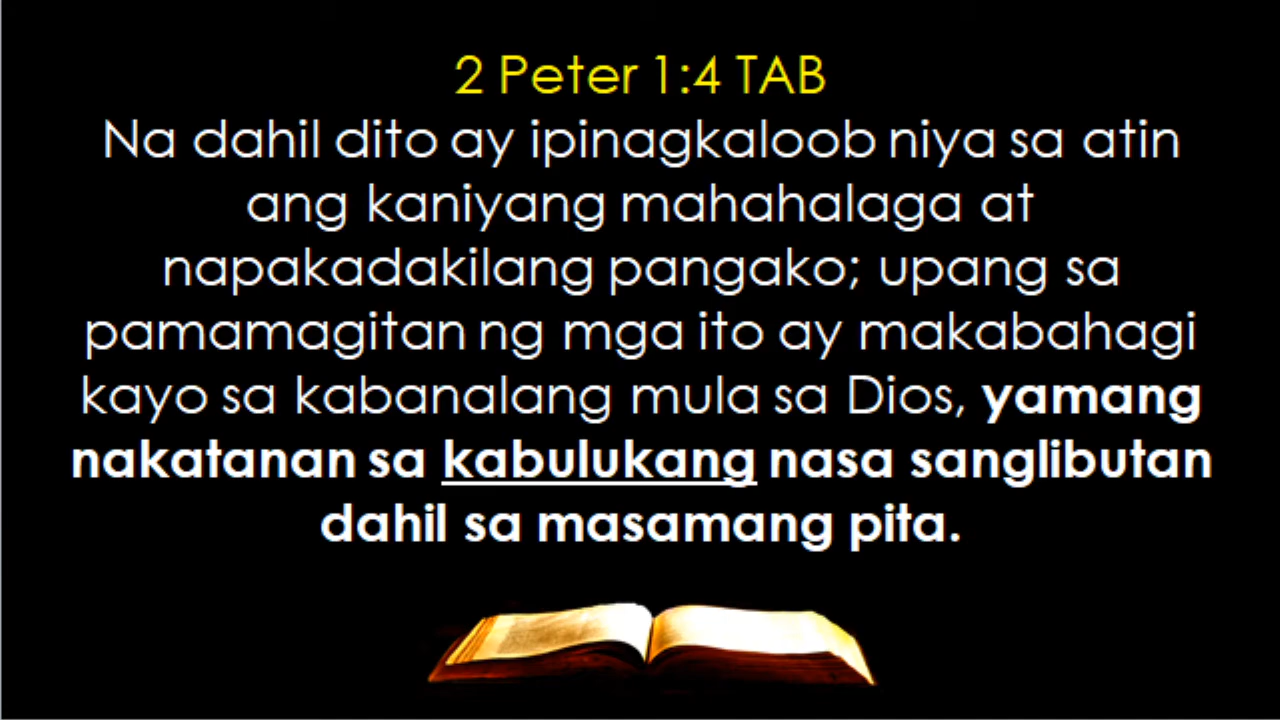 2 Peter 1:4 TAB
Na dahil dito ay ipinagkaloob niya sa atin
ang kaniyang mahahalaga at
napakadakilang pangako; upang sa
pamamagitan ng mga ito ay makabahagi
kayo sa kabanalang mula sa Dios, yamang
nakatanan sa kabulukang nasa sanglibutan
dahil sa masamang pita.